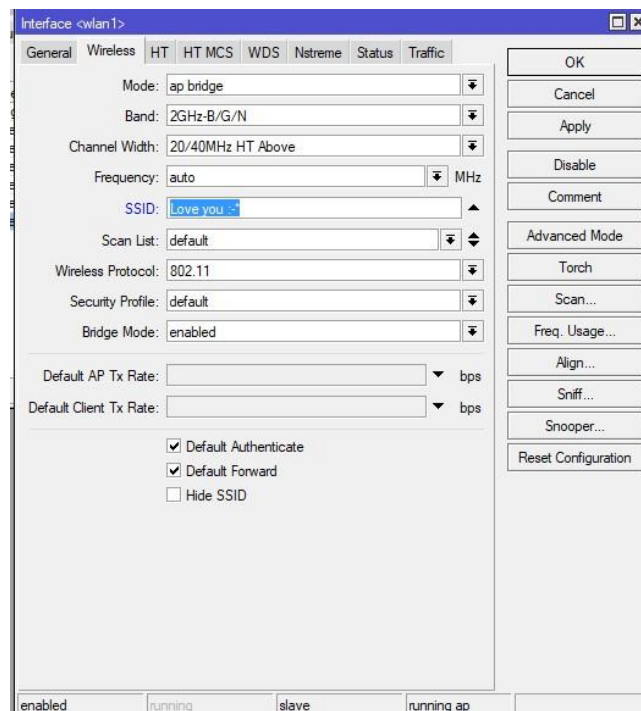 Interface <wlan1>
General Wireless HT HT MCS WDS Nstreme Status Traffic
Mode: ap bridge
Band: 2GHz-B/G/N
Channel Width: 20/40MHz HT Above
Frequency: auto MHz
SSID: Love you :-*
Scan List: default
Wireless Protocol: 802.11
Security Profile: default
Bridge Mode: enabled
Default AP Tx Rate: bps
Default Client Tx Rate: bps
Default Authenticate
Default Forward
Hide SSID
OK
Cancel
Apply
Disable
Comment
Advanced Mode
Torch
Scan...
Freq. Usage...
Align...
Sniff...
Snooper...
Reset Configuration
enabled running slave running ap